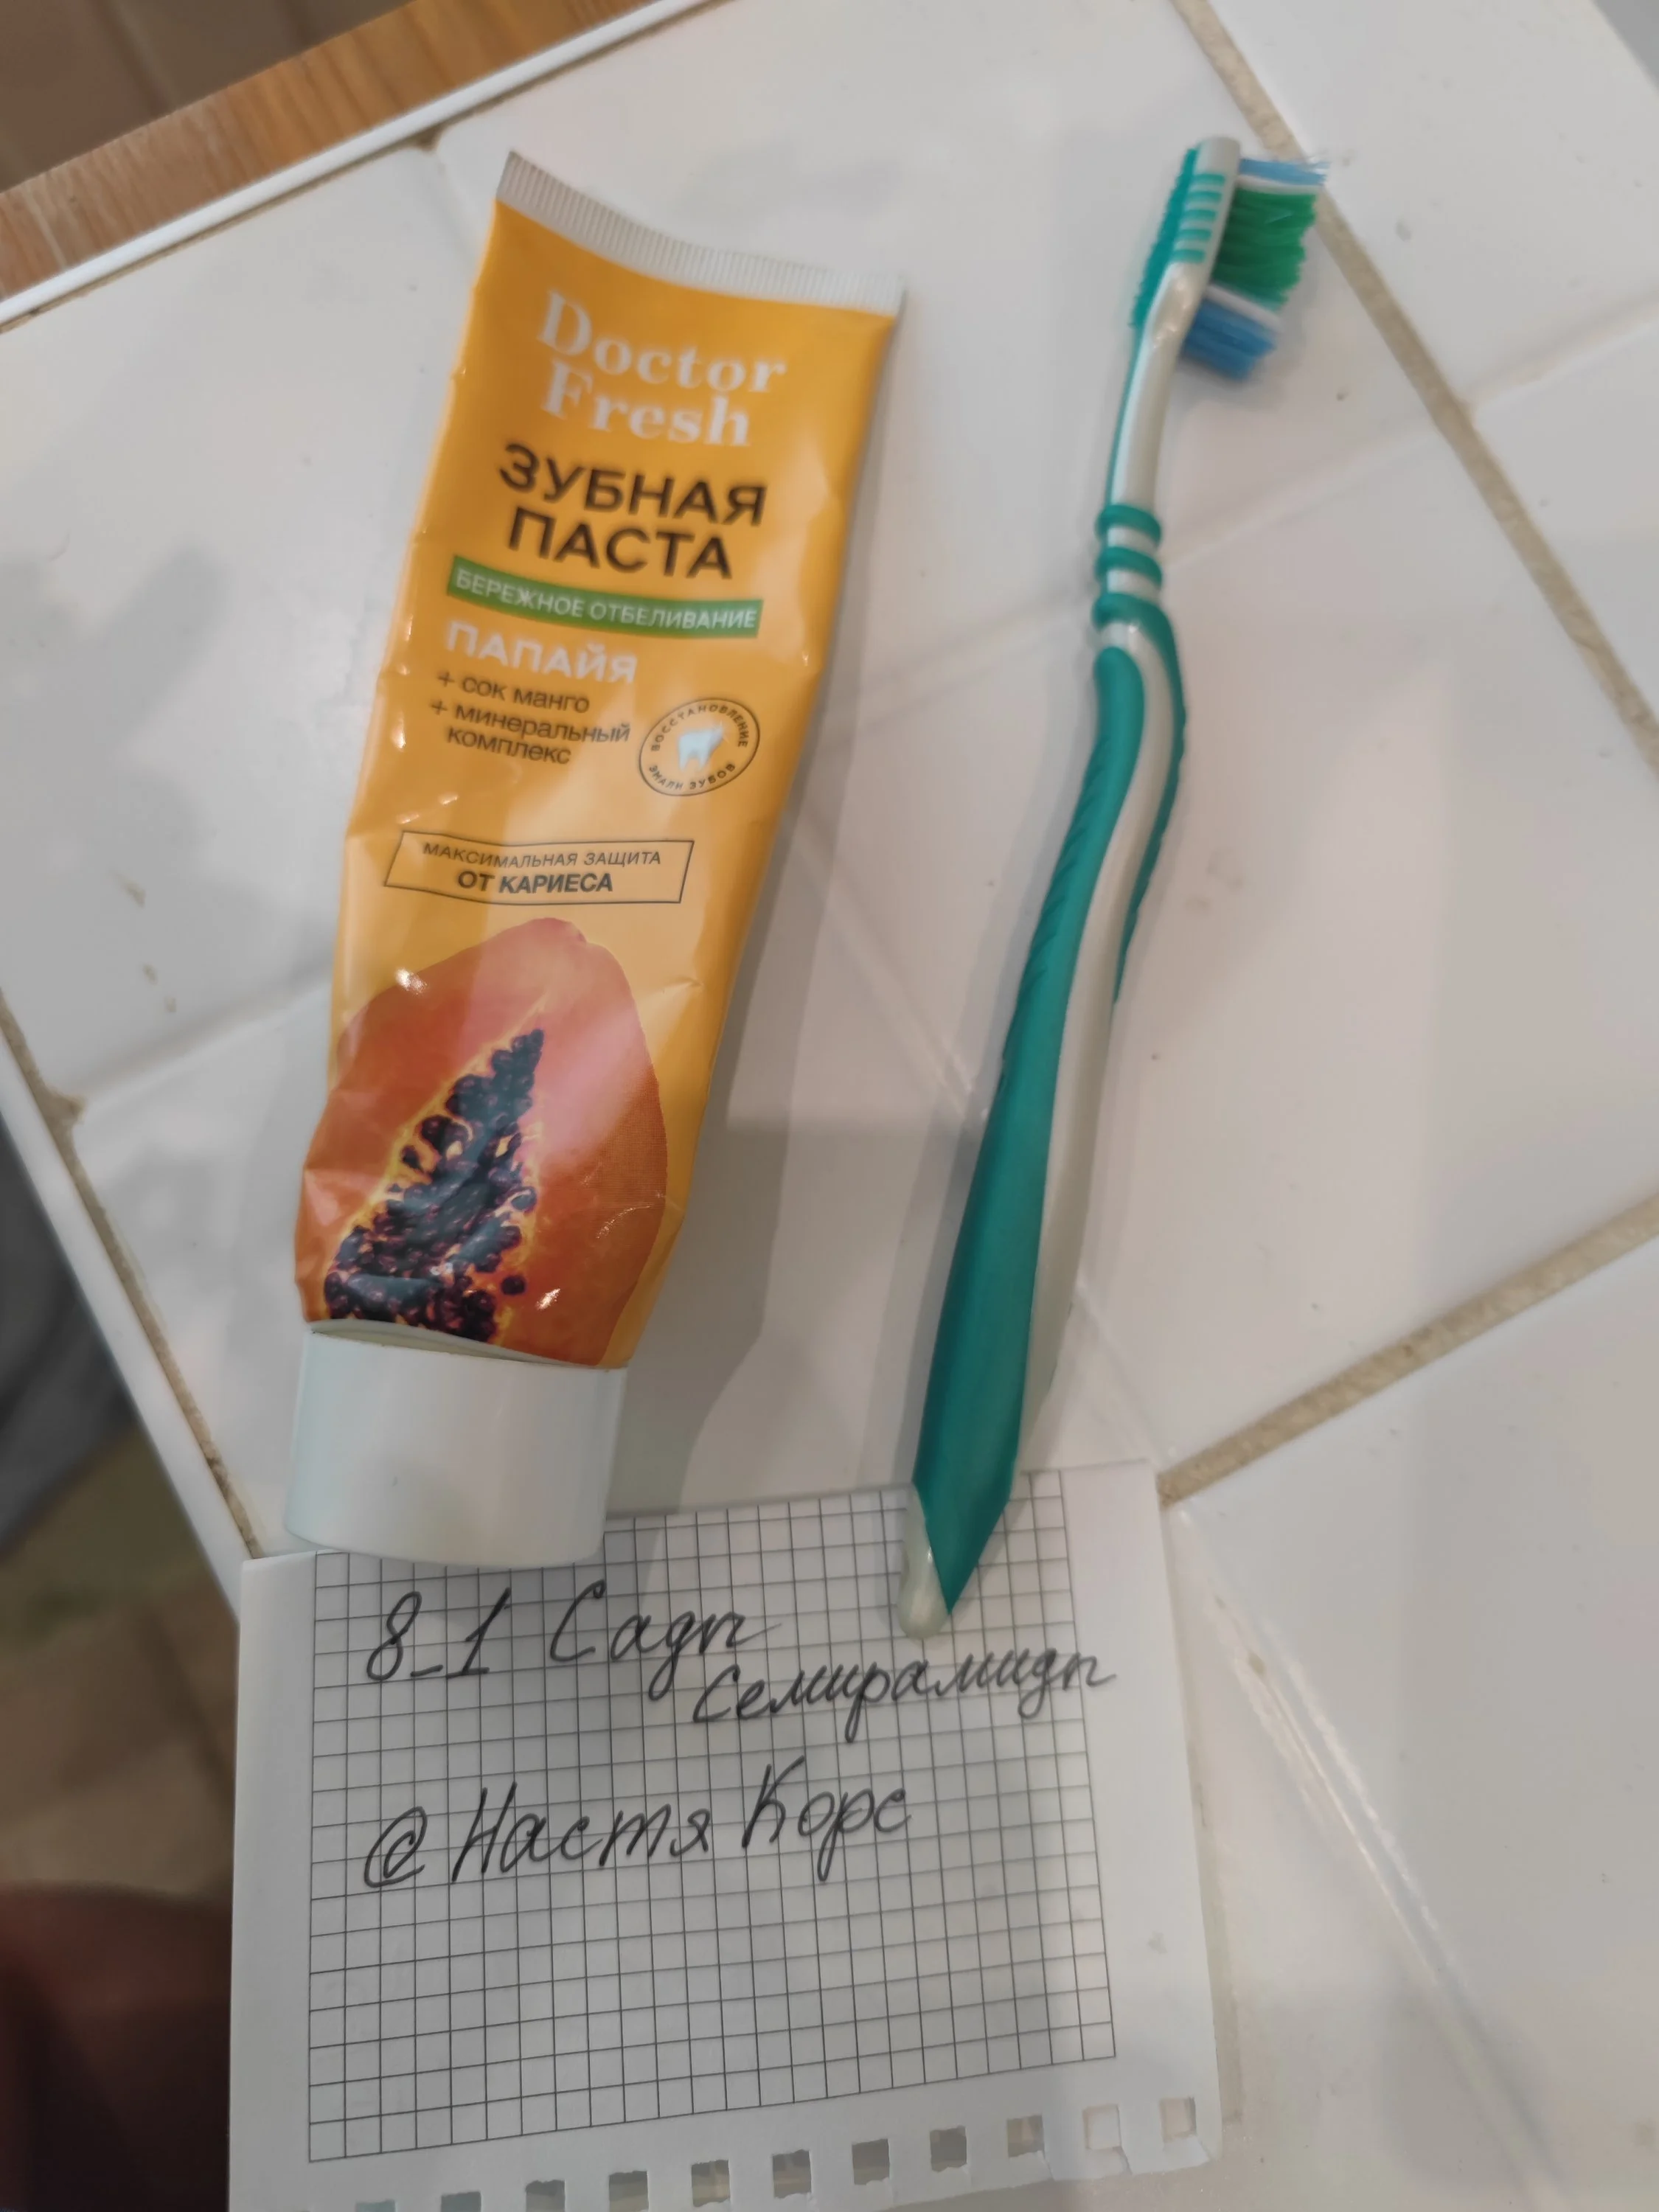 Doctor
Fresh
ЗУБНАЯ
ПАСТА
БЕРЕЖНОЕ ОТБЕЛИВАНИЕ
ПАПАЙЯ
+ сок манго
+ минеральный
комплекс
ВОССТАНОВЛЕНИЕ
ЭМАЛИ ЗУБОВ
МАКСИМАЛЬНАЯ ЗАЩИТА
ОТ КАРИЕСА
8_1 Сады
Семирамиды
@Настя Корс